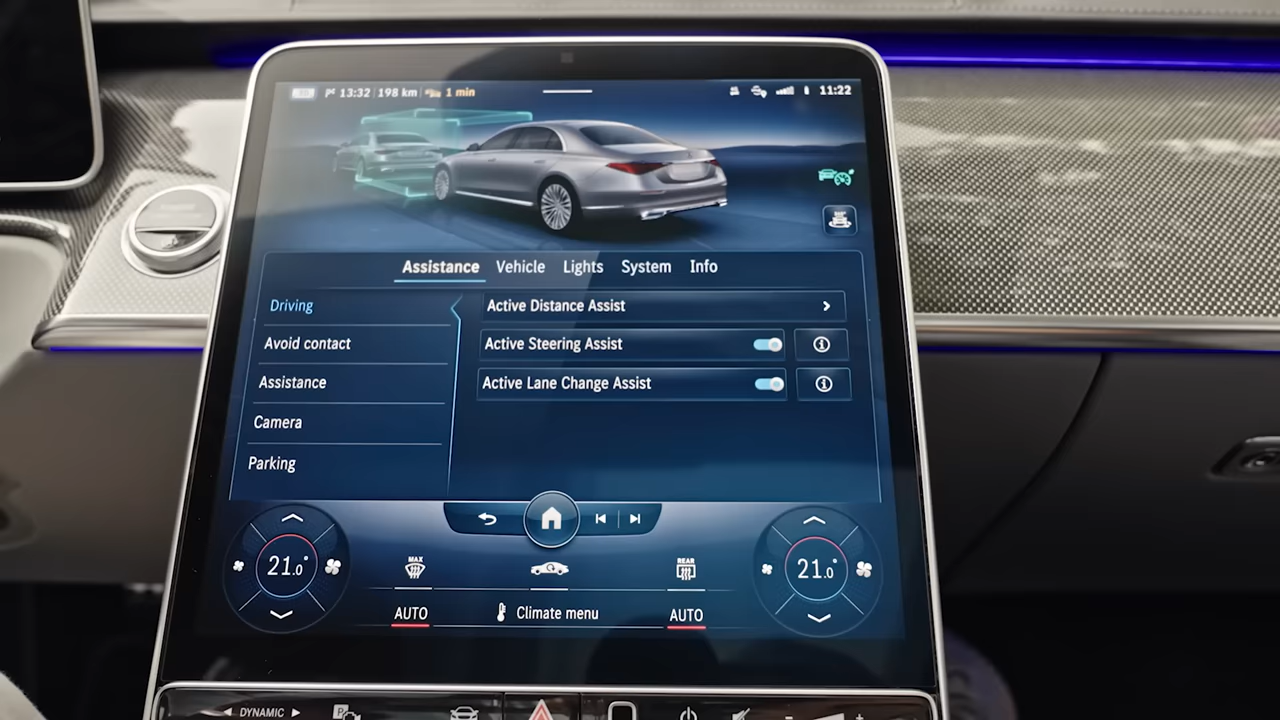 13:32 198 km 1 min 11:22
Assistance Vehicle Lights System Info
Driving
Avoid contact
Assistance
Camera
Parking
Active Distance Assist
Active Steering Assist
Active Lane Change Assist
21.0° MAX REAR 21.0°
AUTO Climate menu AUTO
DYNAMIC